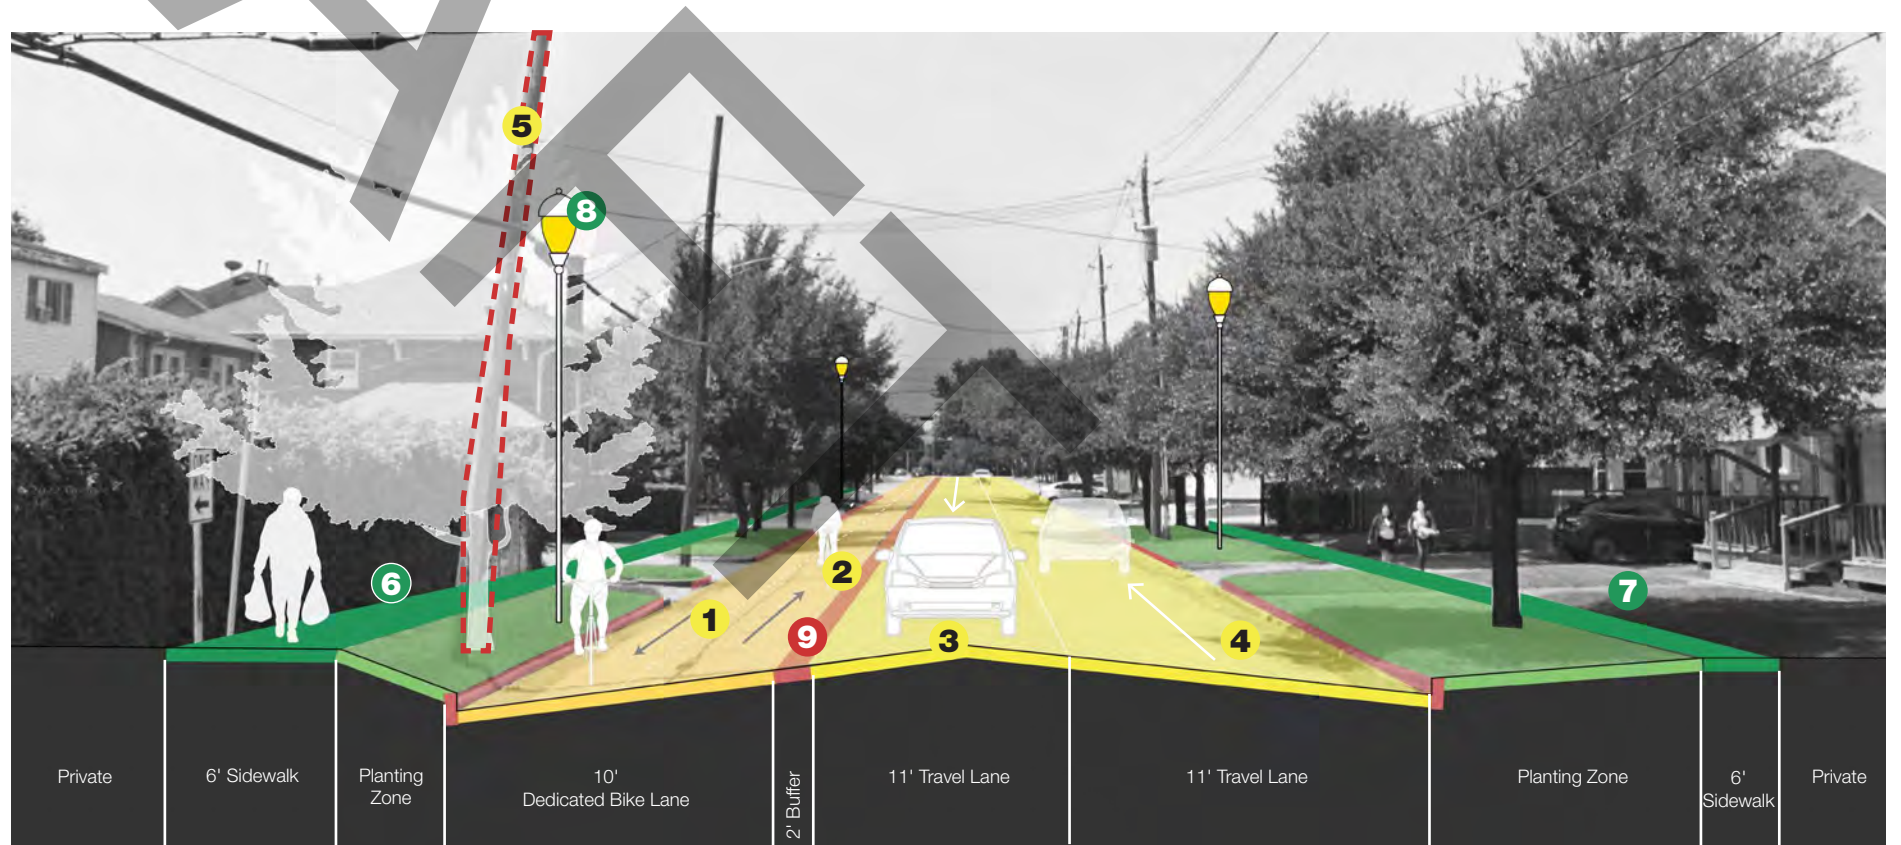 5
8
6
7
2
1
9
3
4
Private
6' Sidewalk
Planting
Zone
10'
Dedicated Bike Lane
2' Buffer
11' Travel Lane
11' Travel Lane
Planting Zone
6'
Sidewalk
Private